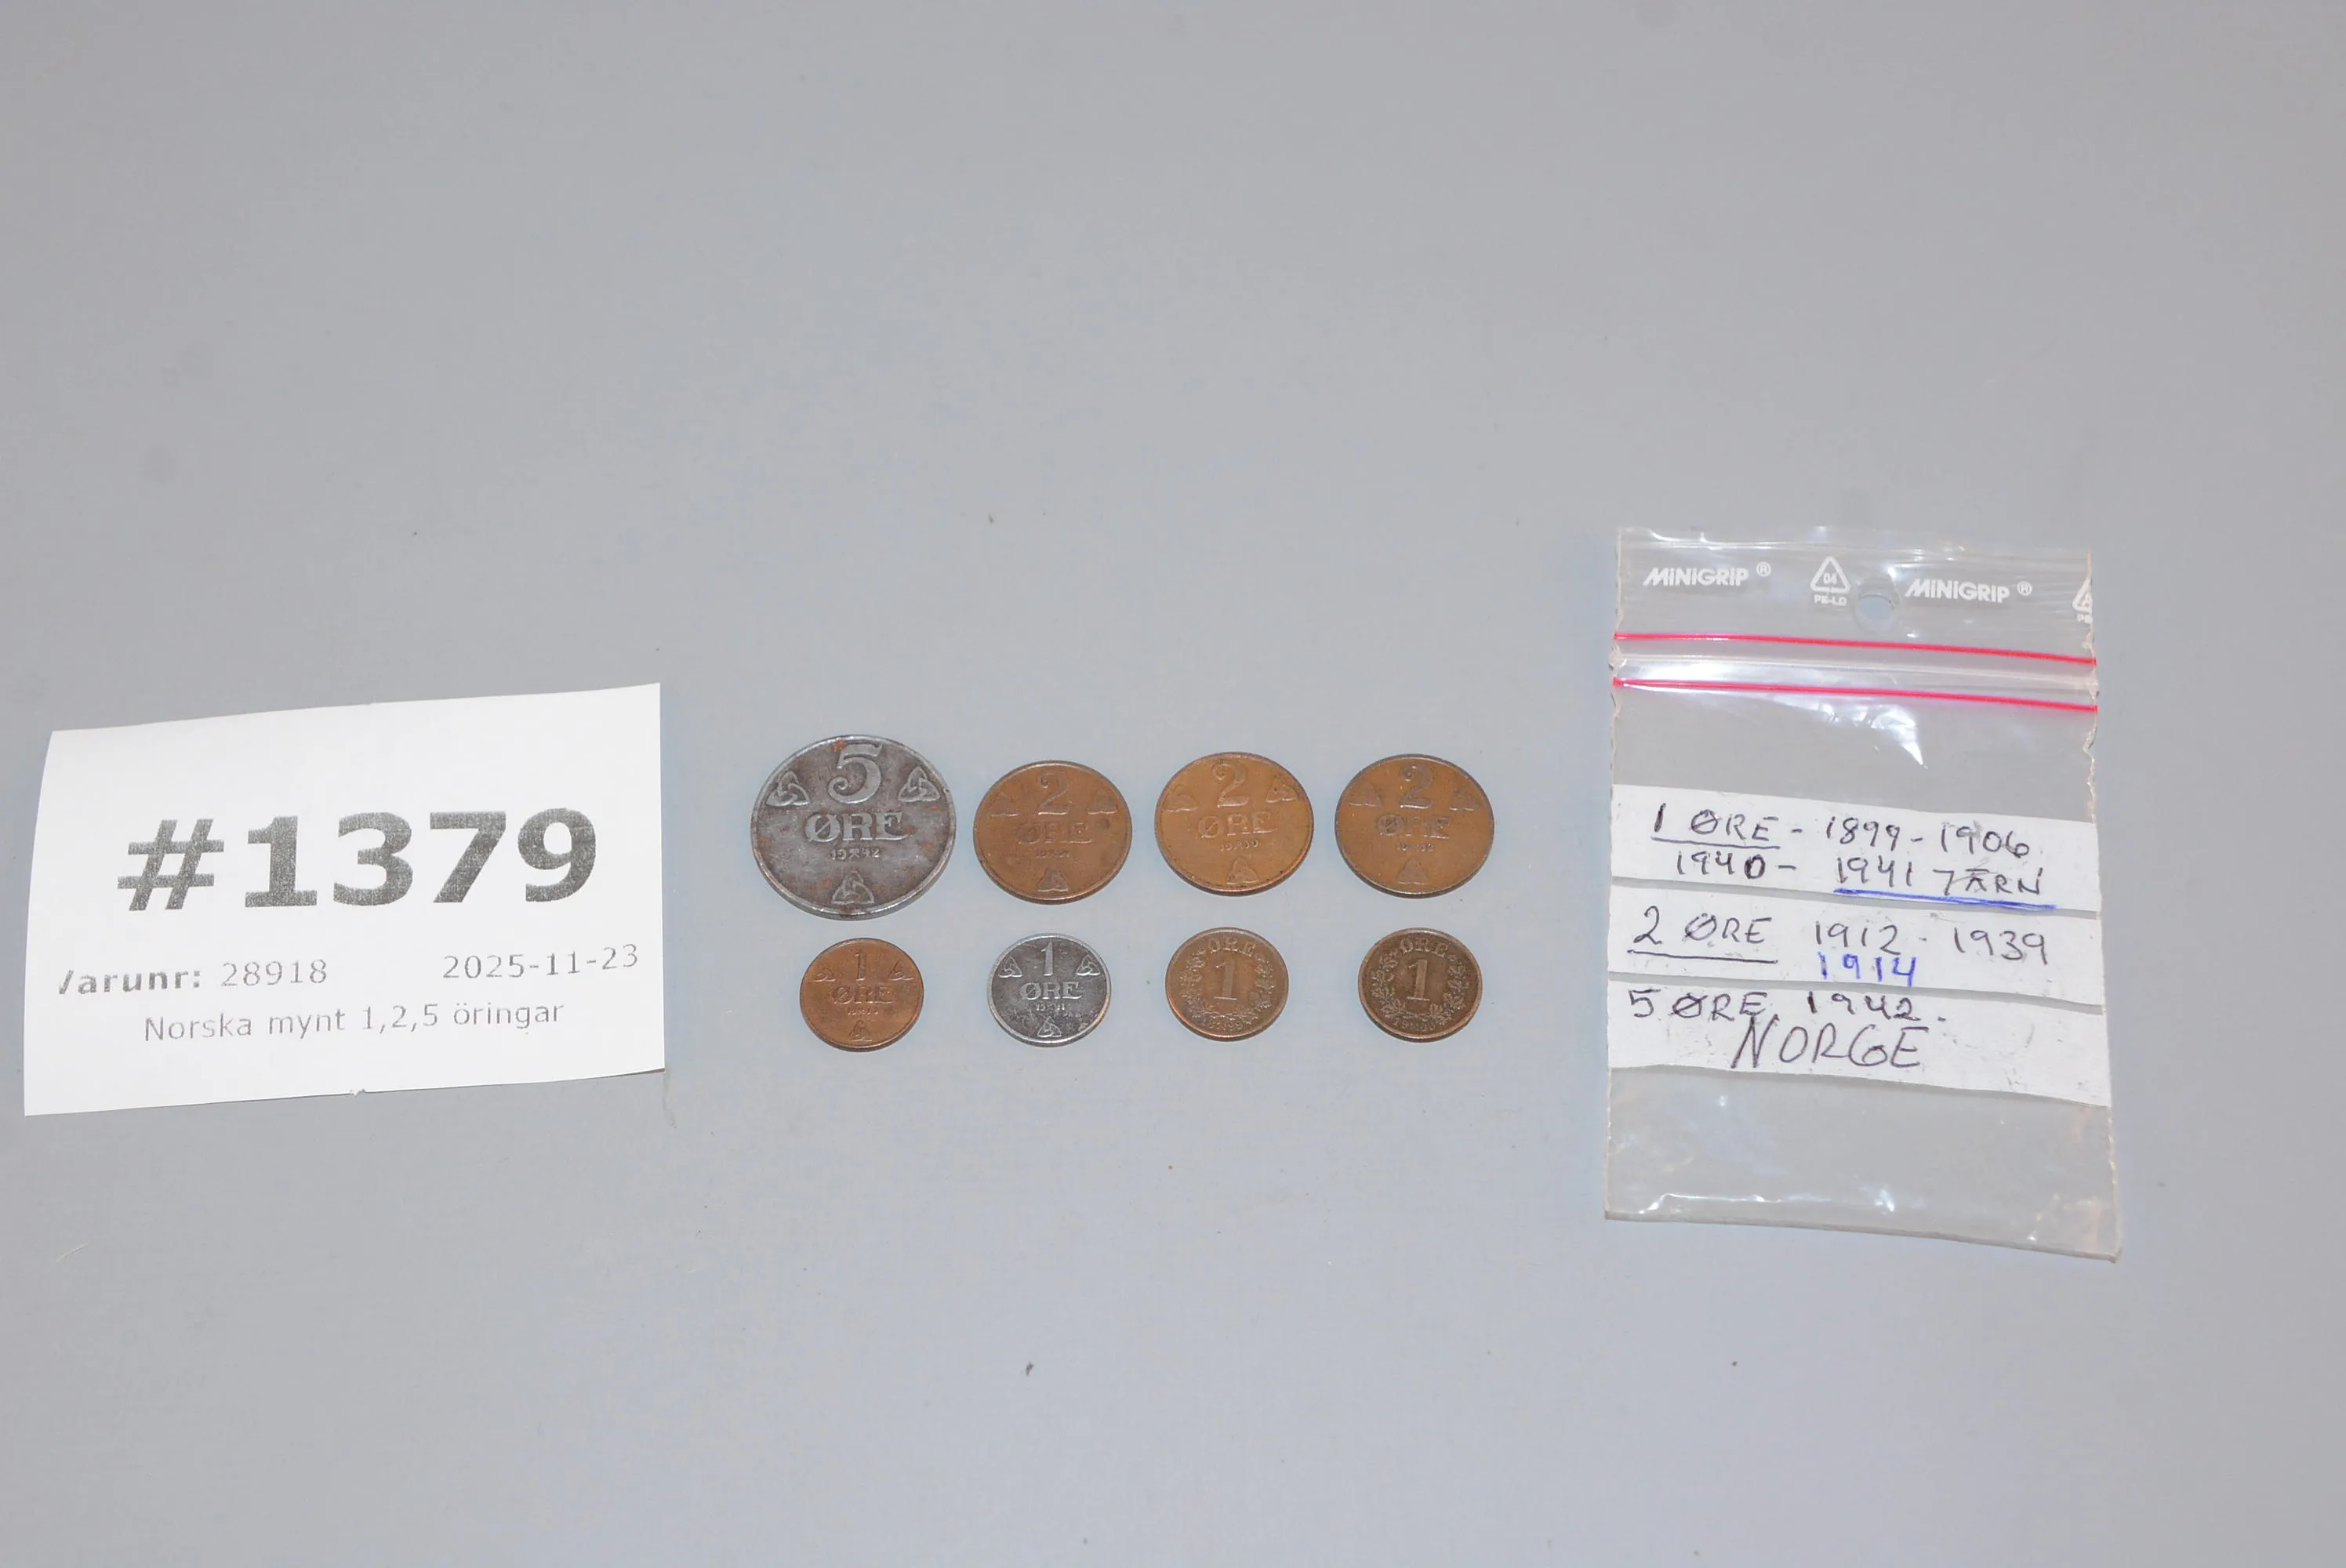 #1379
Varunr: 28918 2025-11-23
Norska mynt 1,2,5 öringar
5
ØRE
1942
2
ØRE
2
ØRE
2
ØRE
1
ØRE
1
ØRE
ØRE
1
ØRE
1
MiNiGRiP ® 04 PE-LD MiNiGRiP ®
1 ØRE - 1899 - 1906
1940 - 1941 JÄRN
2 ØRE 1912 - 1939
1914
5 ØRE 1942.
NORGE